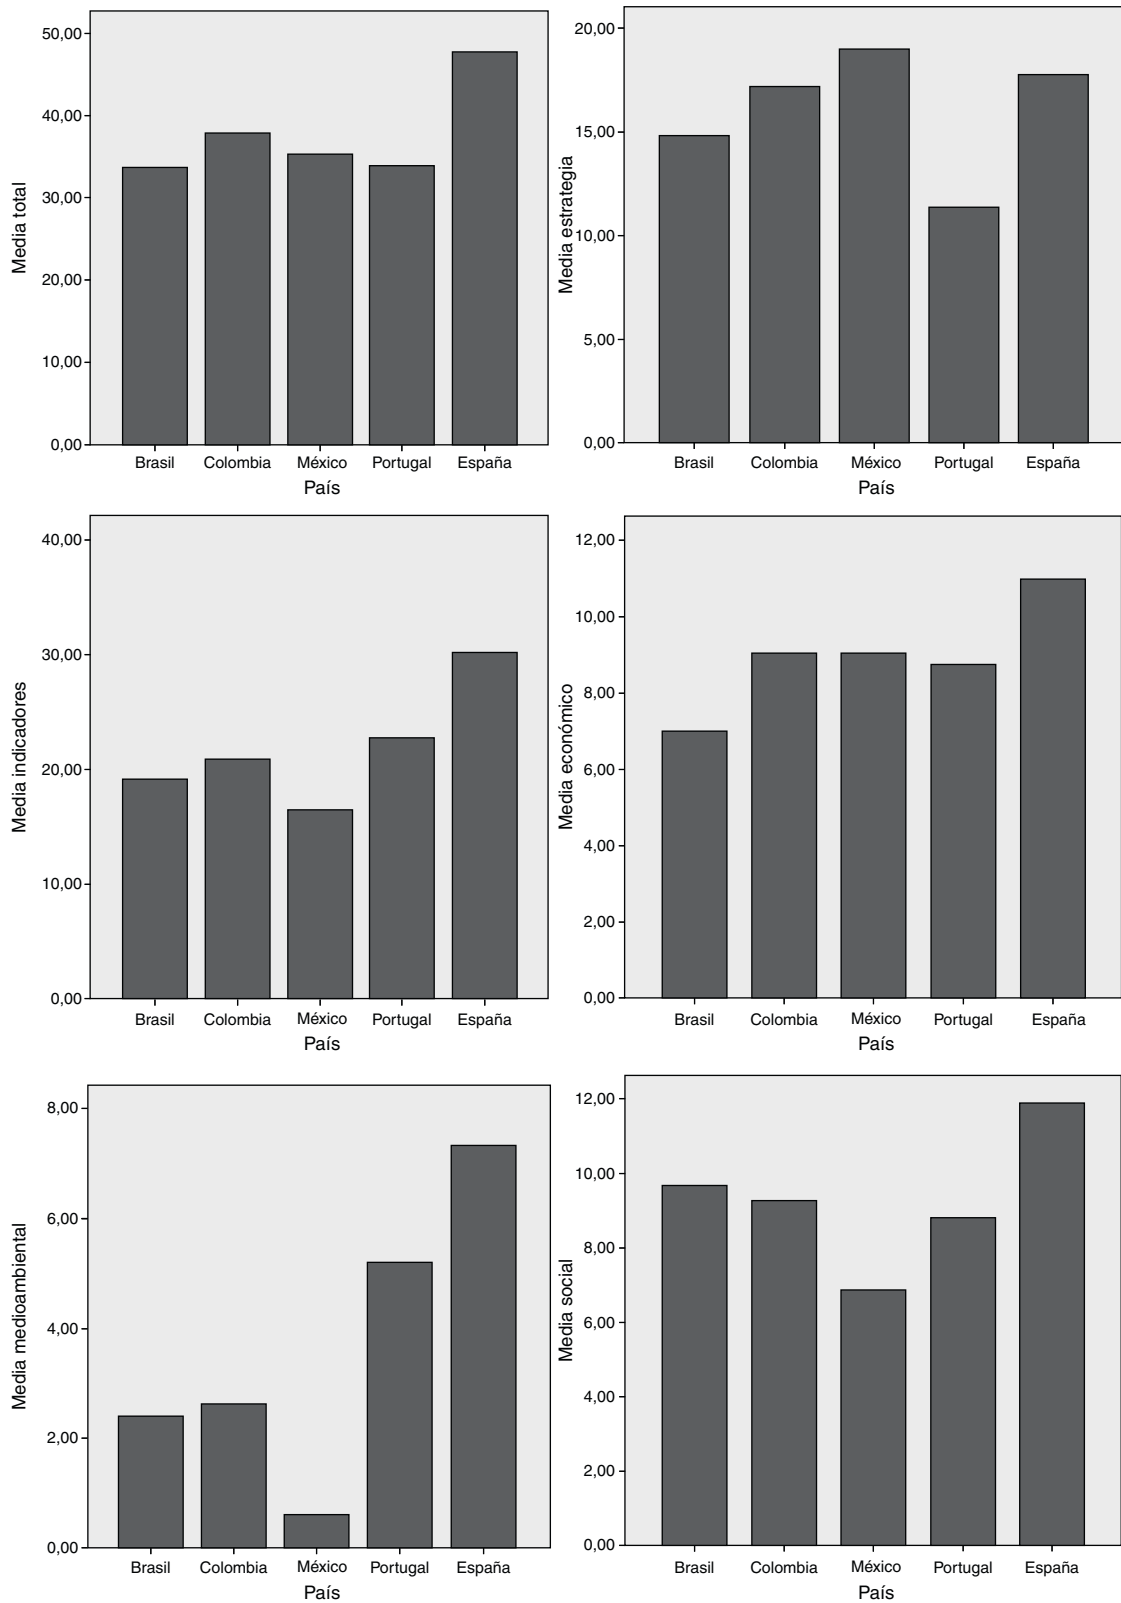 Media total
50,00
40,00
30,00
20,00
10,00
0,00
Brasil Colombia México Portugal España
País
Media estrategia
20,00
15,00
10,00
5,00
0,00
Brasil Colombia México Portugal España
País
Media indicadores
40,00
30,00
20,00
10,00
0,00
Brasil Colombia México Portugal España
País
Media económico
12,00
10,00
8,00
6,00
4,00
2,00
0,00
Brasil Colombia México Portugal España
País
Media medioambiental
8,00
6,00
4,00
2,00
0,00
Brasil Colombia México Portugal España
País
Media social
12,00
10,00
8,00
6,00
4,00
2,00
0,00
Brasil Colombia México Portugal España
País